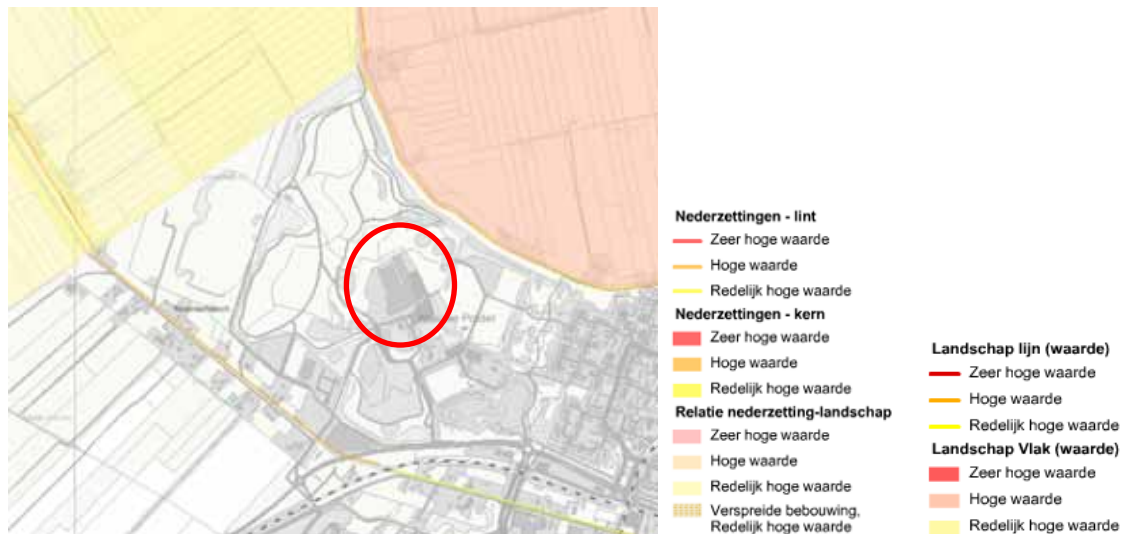 Nederzettingen - lint
Zeer hoge waarde
Hoge waarde
Redelijk hoge waarde
Nederzettingen - kern
Zeer hoge waarde
Hoge waarde
Redelijk hoge waarde
Relatie nederzetting-landschap
Zeer hoge waarde
Hoge waarde
Redelijk hoge waarde
Verspreide bebouwing,
Redelijk hoge waarde
Landschap lijn (waarde)
Zeer hoge waarde
Hoge waarde
Redelijk hoge waarde
Landschap Vlak (waarde)
Zeer hoge waarde
Hoge waarde
Redelijk hoge waarde